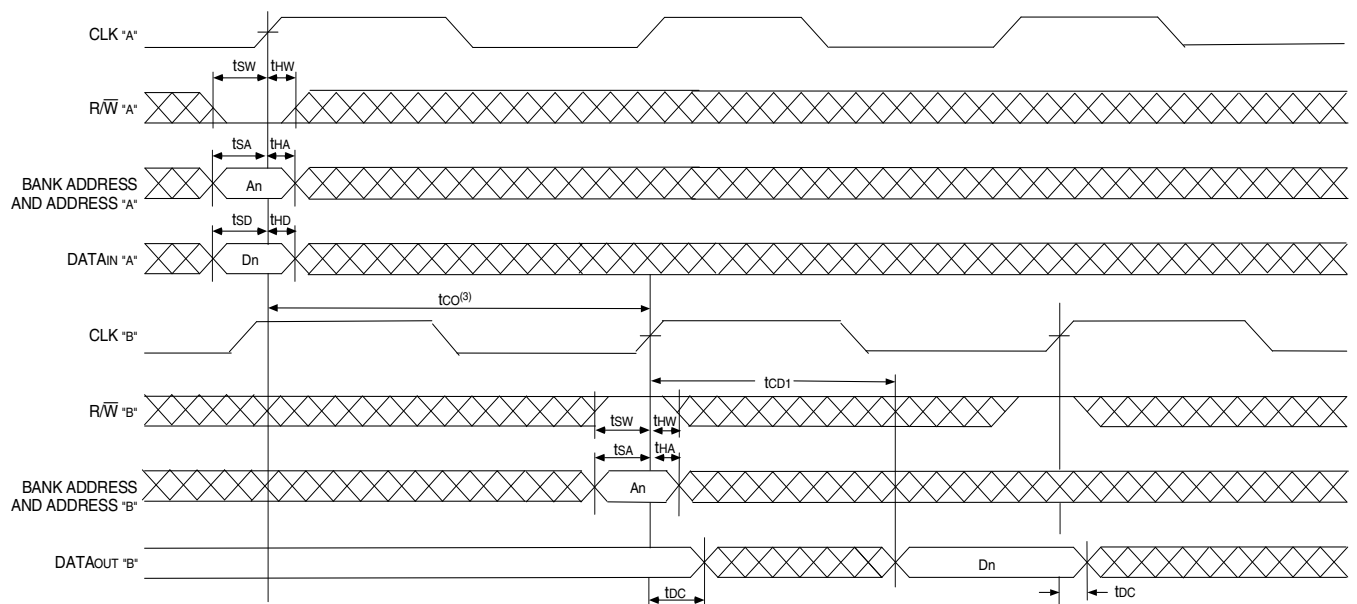 CLK "A"
tSW tHW
R/W̅ "A"
tSA tHA
An
BANK ADDRESS
AND ADDRESS "A"
tSD tHD
DATAIN "A"
Dn
tCO(3)
CLK "B"
tCD1
R/W̅ "B"
tSW tHW
tSA tHA
BANK ADDRESS
AND ADDRESS "B"
An
DATAOUT "B"
Dn
tDC
tDC